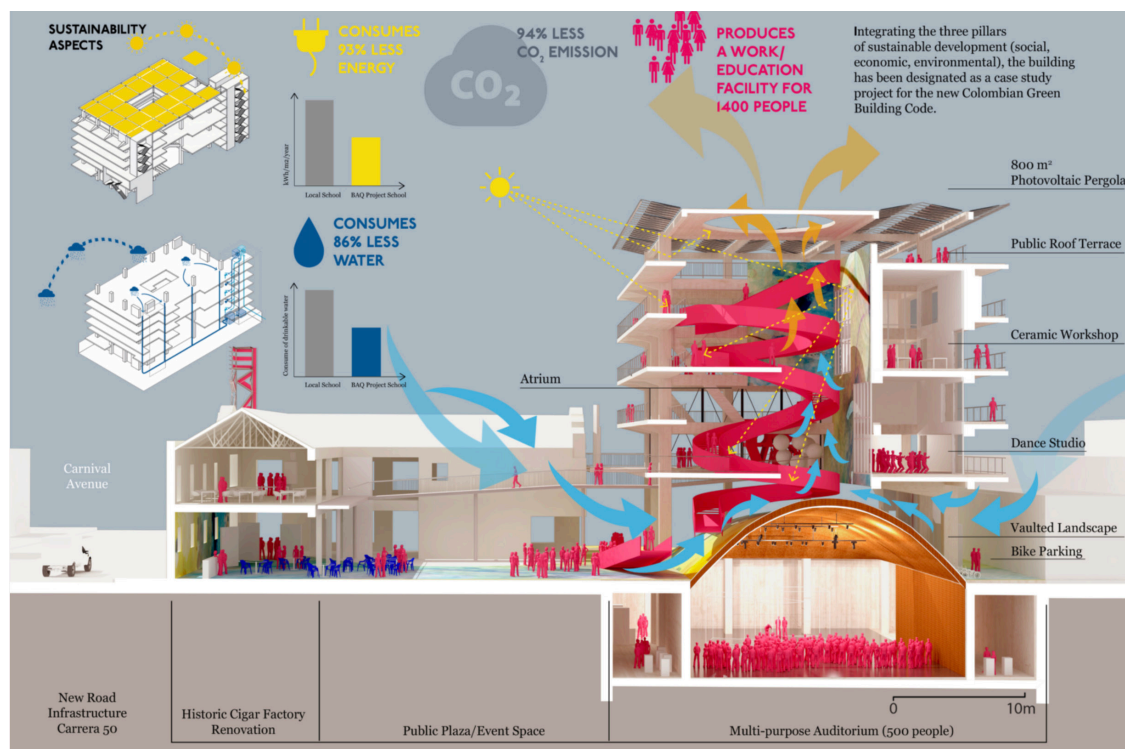 SUSTAINABILITY
ASPECTS
CONSUMES
93% LESS
ENERGY
kWh/m2/year
Local School
BAQ Project School
CONSUMES
86% LESS
WATER
Consume of drinkable water
Local School
BAQ Project School
94% LESS
CO₂ EMISSION
CO₂
PRODUCES
A WORK/
EDUCATION
FACILITY FOR
1400 PEOPLE
Integrating the three pillars
of sustainable development (social,
economic, environmental), the building
has been designated as a case study
project for the new Colombian Green
Building Code.
800 m²
Photovoltaic Pergola
Public Roof Terrace
Ceramic Workshop
Atrium
Dance Studio
Carnival
Avenue
Vaulted Landscape
Bike Parking
0 10m
New Road
Infrastructure
Carrera 50
Historic Cigar Factory
Renovation
Public Plaza/Event Space
Multi-purpose Auditorium (500 people)